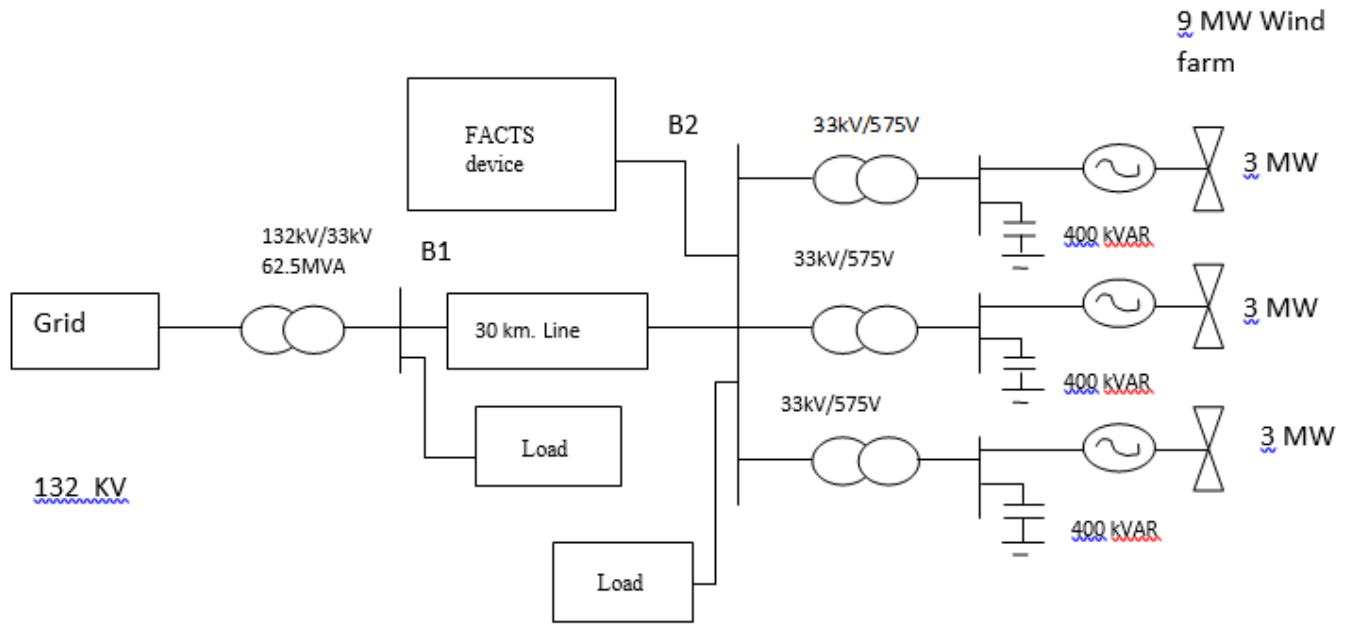 9 MW Wind
farm
FACTS
device
B2
33kV/575V
3 MW
400 kVAR
132kV/33kV
62.5MVA
B1
33kV/575V
Grid
30 km. Line
3 MW
400 kVAR
33kV/575V
Load
3 MW
132 KV
400 kVAR
Load